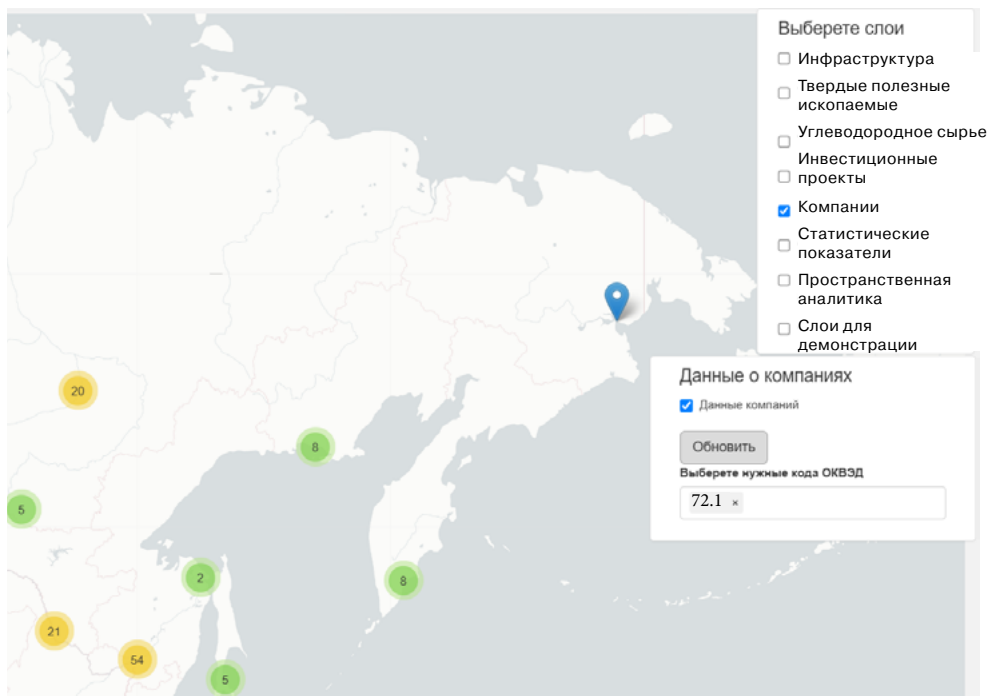 Выберете слои
Инфраструктура
Твердые полезные
ископаемые
Углеводородное сырье
Инвестиционные
проекты
Компании
Статистические
показатели
Пространственная
аналитика
Слои для
демонстрации
Данные о компаниях
Данные компаний
Обновить
Выберете нужные кода ОКВЭД
72.1 ×
20
8
5
2
8
21
54
5